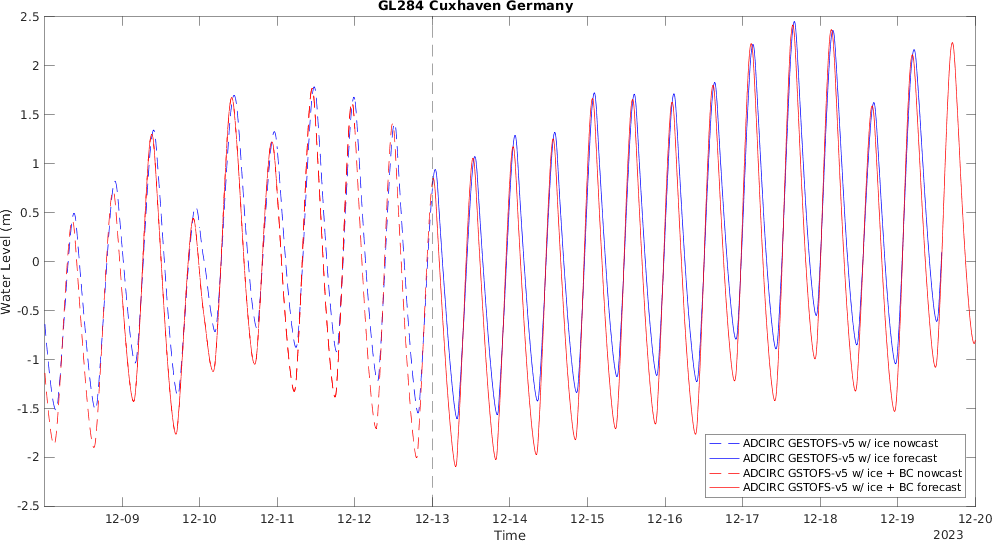 GL284 Cuxhaven Germany
2.5
2
1.5
1
0.5
0
-0.5
-1
-1.5
-2
-2.5
Water Level (m)
ADCIRC GESTOFS-v5 w/ ice nowcast
ADCIRC GESTOFS-v5 w/ ice forecast
ADCIRC GSTOFS-v5 w/ ice + BC nowcast
ADCIRC GSTOFS-v5 w/ ice + BC forecast
12-09 12-10 12-11 12-12 12-13 12-14 12-15 12-16 12-17 12-18 12-19 12-20
Time
2023